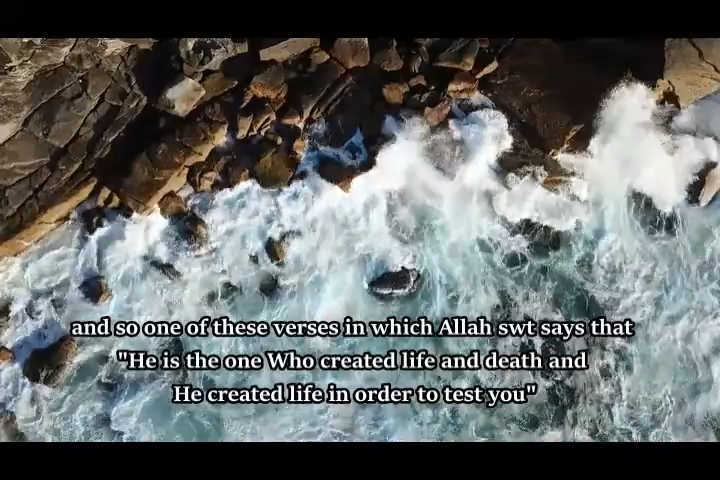 and so one of these verses in which Allah swt says that
"He is the one Who created life and death and
He created life in order to test you"